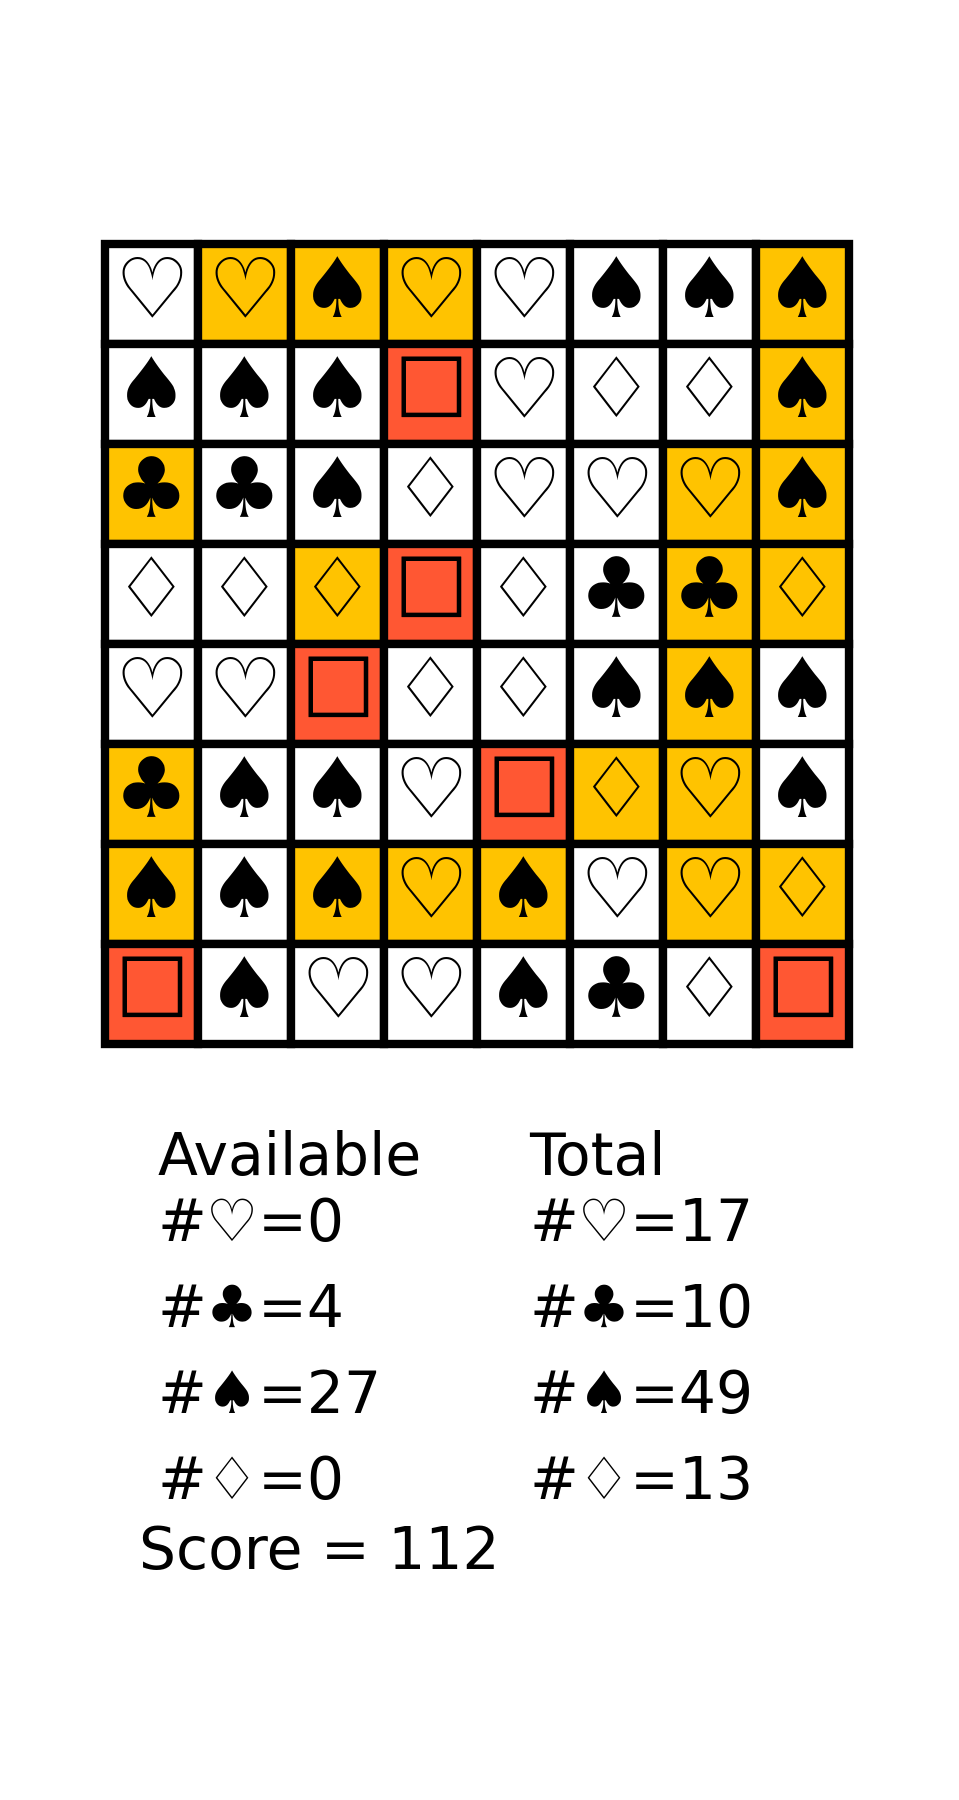 ♡ ♡ ♠ ♡ ♡ ♠ ♠ ♠
♠ ♠ ♠ □ ♡ ♢ ♢ ♠
♣ ♣ ♠ ♢ ♡ ♡ ♡ ♠
♢ ♢ ♢ □ ♢ ♣ ♣ ♢
♡ ♡ □ ♢ ♢ ♠ ♠ ♠
♣ ♠ ♠ ♡ □ ♢ ♡ ♠
♠ ♠ ♠ ♡ ♠ ♡ ♡ ♢
□ ♠ ♡ ♡ ♠ ♣ ♢ □
Available Total
#♡=0 #♡=17
#♣=4 #♣=10
#♠=27 #♠=49
#♢=0 #♢=13
Score = 112